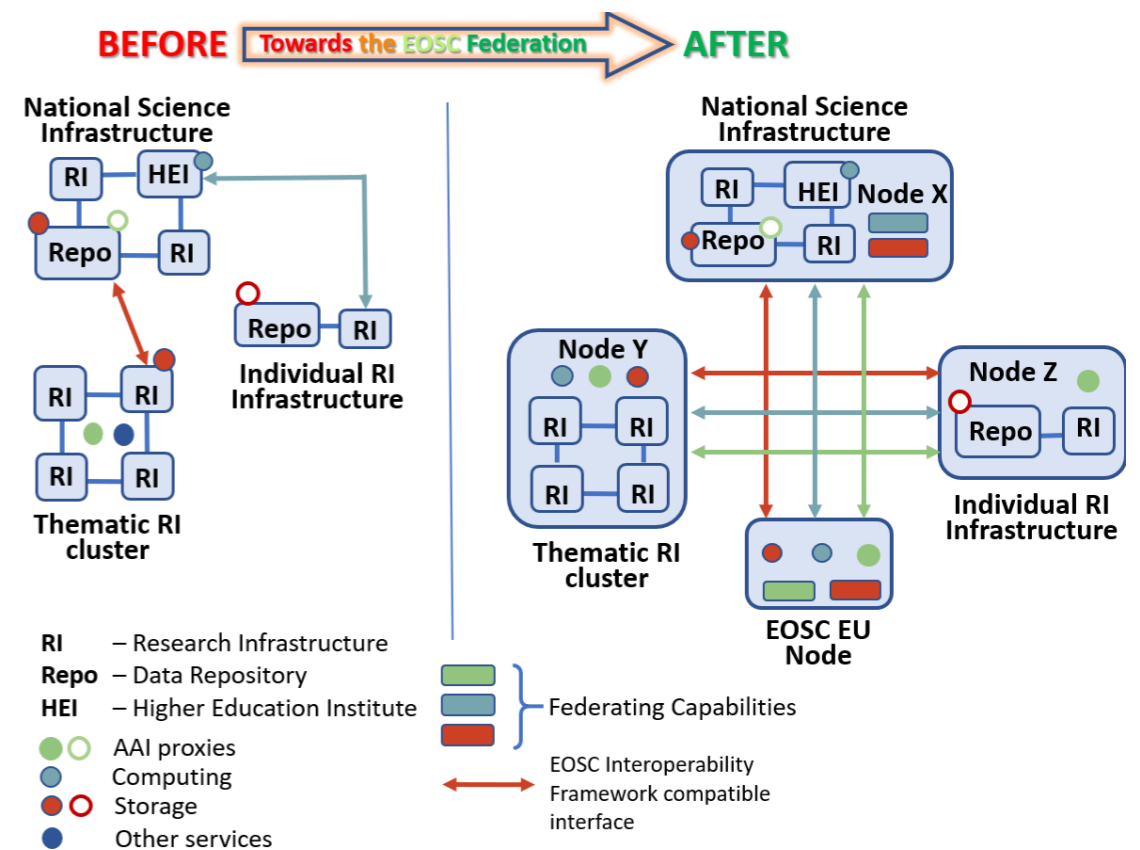 BEFORE
Towards the EOSC Federation
AFTER
National Science
Infrastructure
RI
HEI
Repo
RI
Repo
RI
Individual RI
Infrastructure
RI
RI
RI
RI
Thematic RI
cluster
National Science
Infrastructure
RI
HEI
Node X
Repo
RI
Node Y
RI
RI
RI
RI
Thematic RI
cluster
Node Z
Repo
RI
Individual RI
Infrastructure
EOSC EU
Node
RI – Research Infrastructure
Repo – Data Repository
HEI – Higher Education Institute
AAI proxies
Computing
Storage
Other services
Federating Capabilities
EOSC Interoperability
Framework compatible
interface